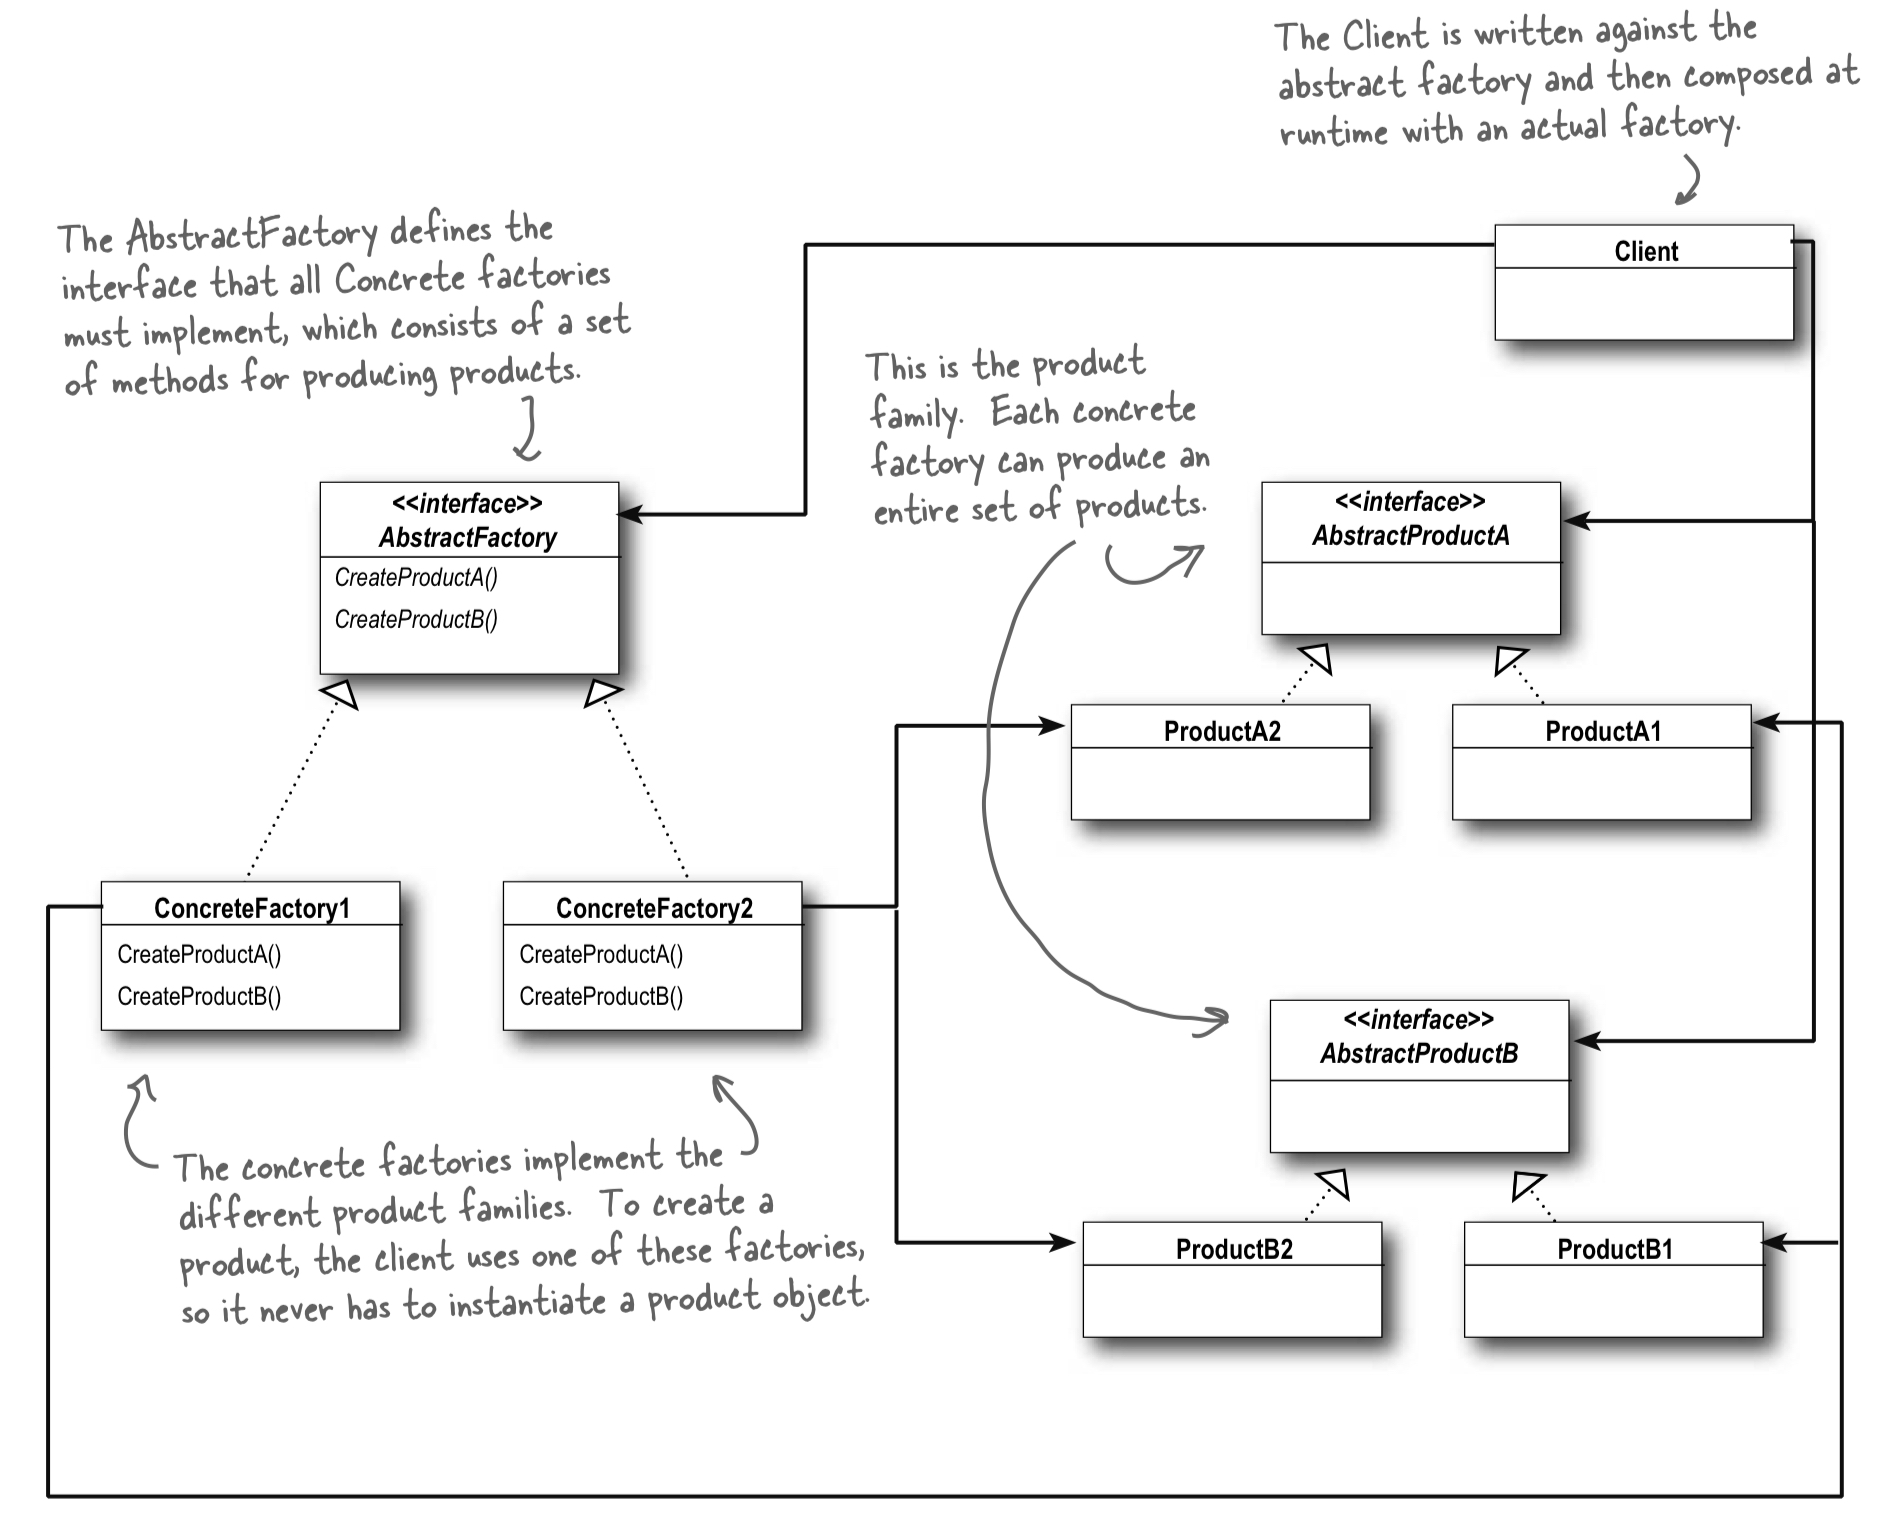 The Client is written against the
abstract factory and then composed at
runtime with an actual factory.
Client
The AbstractFactory defines the
interface that all Concrete factories
must implement, which consists of a set
of methods for producing products.
This is the product
family. Each concrete
factory can produce an
entire set of products.
<<interface>>
AbstractFactory
CreateProductA()
CreateProductB()
<<interface>>
AbstractProductA
ProductA2
ProductA1
ConcreteFactory1
CreateProductA()
CreateProductB()
ConcreteFactory2
CreateProductA()
CreateProductB()
<<interface>>
AbstractProductB
ProductB2
ProductB1
The concrete factories implement the
different product families. To create a
product, the client uses one of these factories,
so it never has to instantiate a product object.